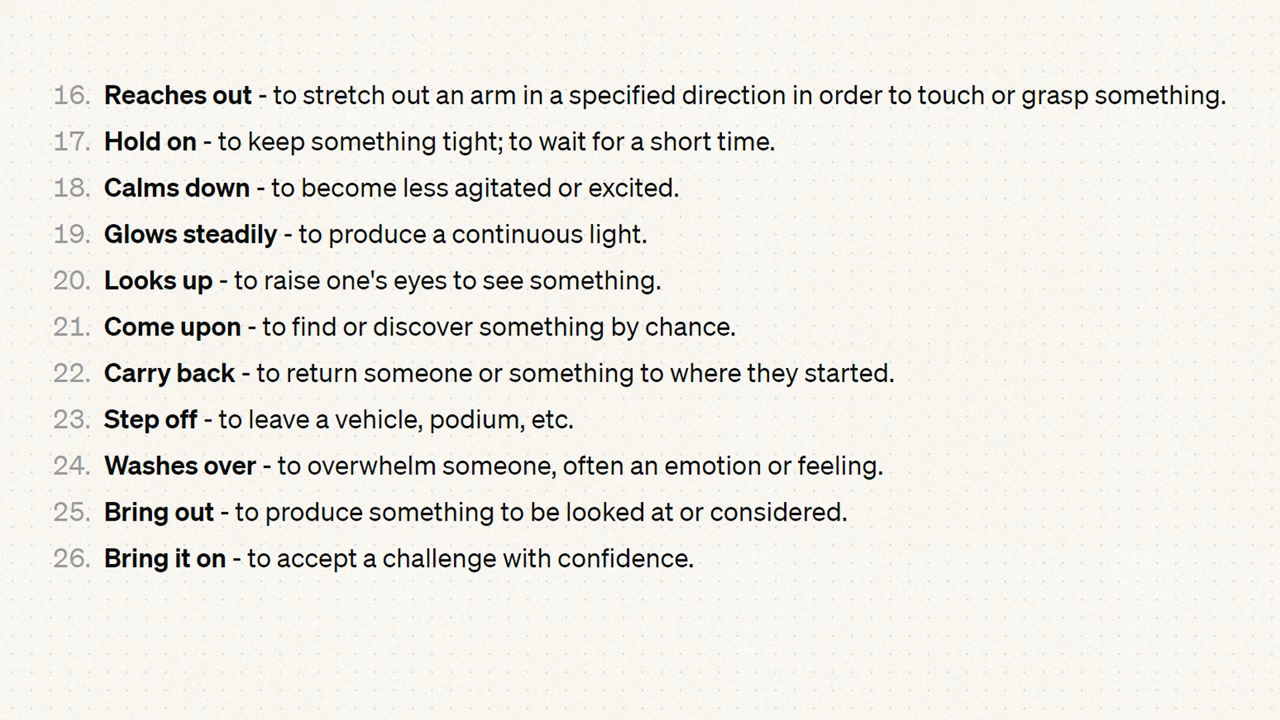 16. Reaches out - to stretch out an arm in a specified direction in order to touch or grasp something.
17. Hold on - to keep something tight; to wait for a short time.
18. Calms down - to become less agitated or excited.
19. Glows steadily - to produce a continuous light.
20. Looks up - to raise one's eyes to see something.
21. Come upon - to find or discover something by chance.
22. Carry back - to return someone or something to where they started.
23. Step off - to leave a vehicle, podium, etc.
24. Washes over - to overwhelm someone, often an emotion or feeling.
25. Bring out - to produce something to be looked at or considered.
26. Bring it on - to accept a challenge with confidence.